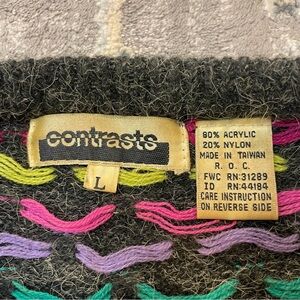 contrasts
L
80% ACRYLIC
20% NYLON
MADE IN TAIWAN
R. O. C.
FWC RN:31289
ID RN:44184
CARE INSTRUCTION
ON REVERSE SIDE